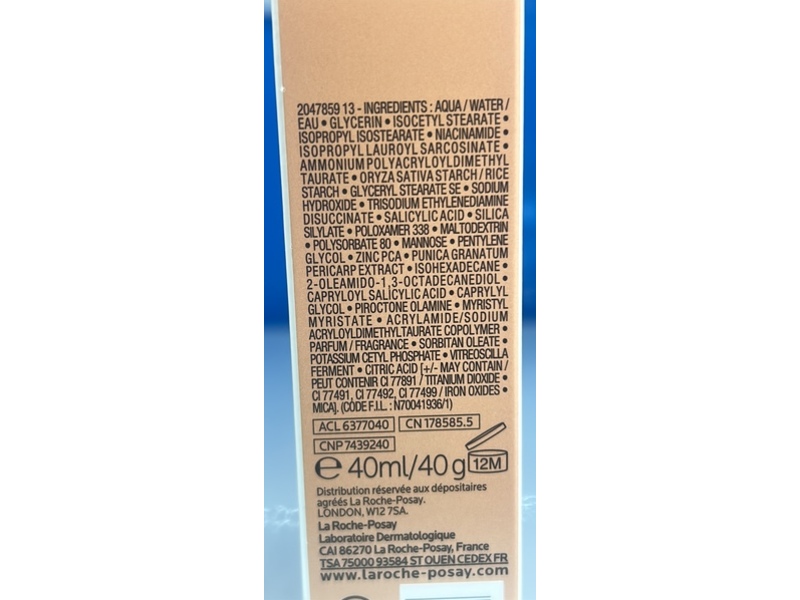 2047859 13 - INGREDIENTS : AQUA / WATER /
EAU • GLYCERIN • ISOCETYL STEARATE •
ISOPROPYL ISOSTEARATE • NIACINAMIDE •
ISOPROPYL LAUROYL SARCOSINATE •
AMMONIUM POLYACRYLOYLDIMETHYL
TAURATE • ORYZA SATIVA STARCH / RICE
STARCH • GLYCERYL STEARATE SE • SODIUM
HYDROXIDE • TRISODIUM ETHYLENEDIAMINE
DISUCCINATE • SALICYLIC ACID • SILICA
SILYLATE • POLOXAMER 338 • MALTODEXTRIN
• POLYSORBATE 80 • MANNOSE • PENTYLENE
GLYCOL • ZINC PCA • PUNICA GRANATUM
PERICARP EXTRACT • ISOHEXADECANE •
2-OLEAMIDO-1,3-OCTADECANEDIOL •
CAPRYLOYL SALICYLIC ACID • CAPRYLYL
GLYCOL • PIROCTONE OLAMINE • MYRISTYL
MYRISTATE • ACRYLAMIDE/SODIUM
ACRYLOYLDIMETHYLTAURATE COPOLYMER •
PARFUM / FRAGRANCE • SORBITAN OLEATE •
POTASSIUM CETYL PHOSPHATE • VITREOSCILLA
FERMENT • CITRIC ACID [+/- MAY CONTAIN /
PEUT CONTENIR CI 77891 / TITANIUM DIOXIDE •
CI 77491, CI 77492, CI 77499 / IRON OXIDES •
MICA]. (CODE F.I.L. : N70041936/1)
ACL 6377040 CN 178585.5
CNP 7439240
e 40ml/40 g 12M
Distribution réservée aux dépositaires
agréés La Roche-Posay.
LONDON, W12 7SA.
La Roche-Posay
Laboratoire Dermatologique
CAI 86270 La Roche-Posay, France
TSA 75000 93584 ST OUEN CEDEX FR
www.laroche-posay.com